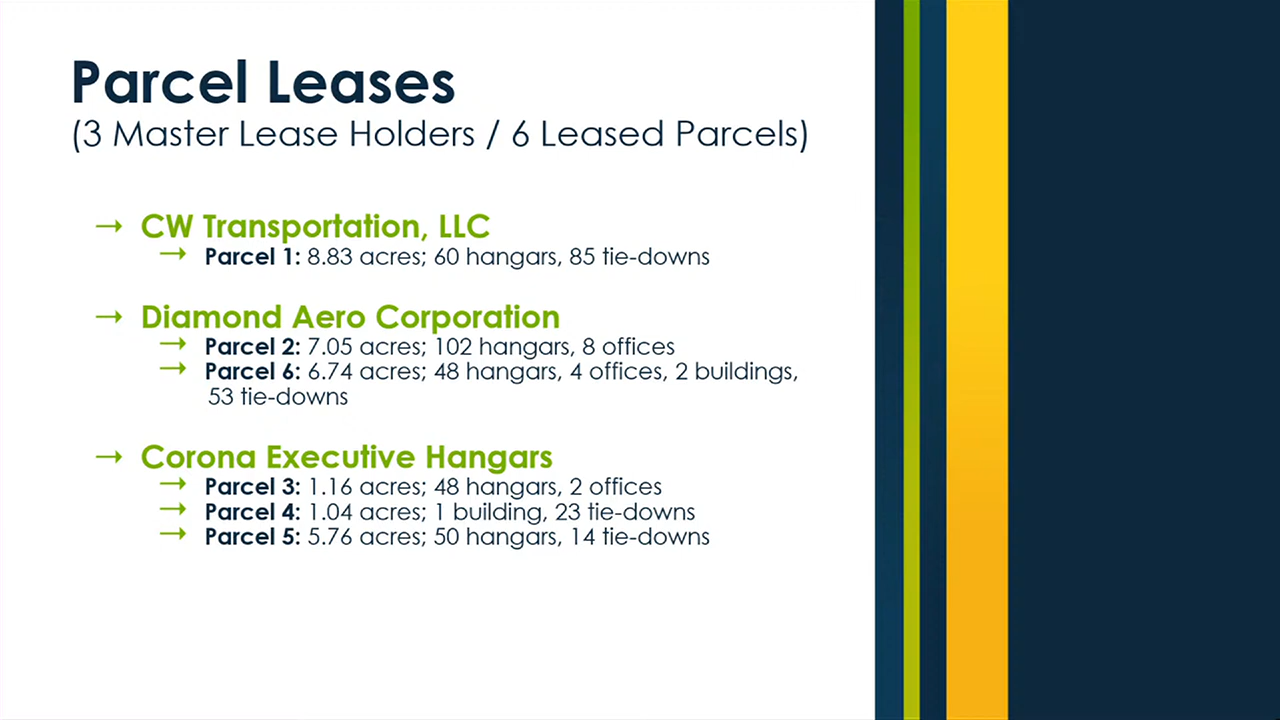 Parcel Leases
(3 Master Lease Holders / 6 Leased Parcels)
→ CW Transportation, LLC
→ Parcel 1: 8.83 acres; 60 hangars, 85 tie-downs
→ Diamond Aero Corporation
→ Parcel 2: 7.05 acres; 102 hangars, 8 offices
→ Parcel 6: 6.74 acres; 48 hangars, 4 offices, 2 buildings,
53 tie-downs
→ Corona Executive Hangars
→ Parcel 3: 1.16 acres; 48 hangars, 2 offices
→ Parcel 4: 1.04 acres; 1 building, 23 tie-downs
→ Parcel 5: 5.76 acres; 50 hangars, 14 tie-downs